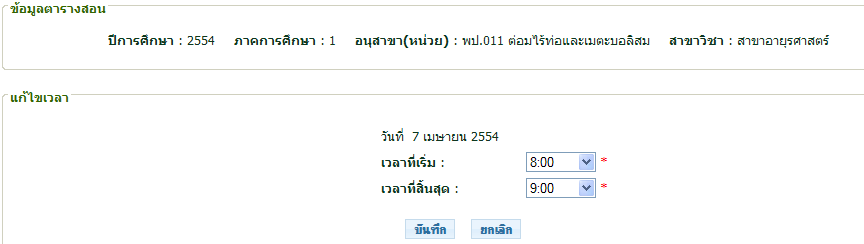 ข้อมูลตารางสอน
ปีการศึกษา : 2554 ภาคการศึกษา : 1 อนุสาขา(หน่วย) : พป.011 ต่อมไร้ท่อและเมตะบอลิสม สาขาวิชา : สาขาอายุรศาสตร์
แก้ไขเวลา
วันที่ 7 เมษายน 2554
เวลาที่เริ่ม : 8:00 *
เวลาที่สิ้นสุด : 9:00 *
บันทึก ยกเลิก